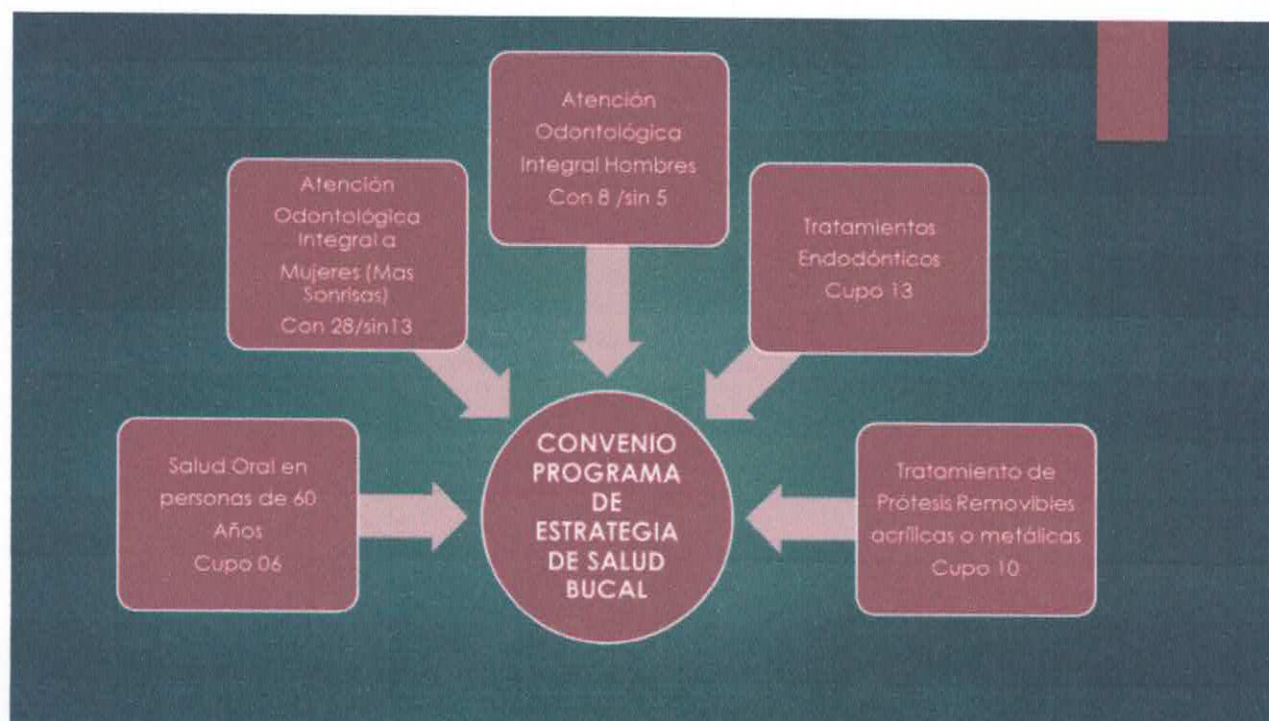 Atención
Odontológica
Integral Hombres
Con 8 /sin 5
Atención
Odontológica
Integral a
Mujeres (Mas
Sonrisas)
Con 28/sin13
Tratamientos
Endodónticos
Cupo 13
Salud Oral en
personas de 60
Años
Cupo 06
CONVENIO
PROGRAMA
DE
ESTRATEGIA
DE SALUD
BUCAL
Tratamiento de
Prótesis Removibles
acrílicas o metálicas
Cupo 10